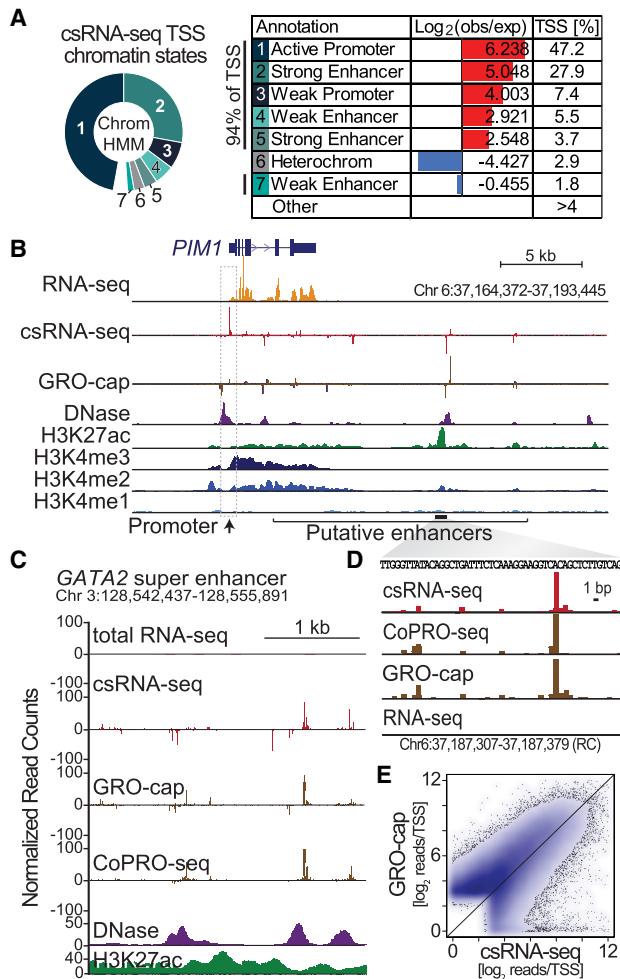 A
csRNA-seq TSS
chromatin states
Chrom
HMM
1
2
3
4
5
6
7
94% of TSS
Annotation Log2(obs/exp) TSS [%]
1 Active Promoter 6.238 47.2
2 Strong Enhancer 5.048 27.9
3 Weak Promoter 4.003 7.4
4 Weak Enhancer 2.921 5.5
5 Strong Enhancer 2.548 3.7
6 Heterochrom -4.427 2.9
7 Weak Enhancer -0.455 1.8
Other >4
B
PIM1
5 kb
RNA-seq
Chr 6:37,164,372-37,193,445
csRNA-seq
GRO-cap
DNase
H3K27ac
H3K4me3
H3K4me2
H3K4me1
Promoter
Putative enhancers
C
GATA2 super enhancer
Chr 3:128,542,437-128,555,891
Normalized Read Counts
100
total RNA-seq
1 kb
0
-100
100
csRNA-seq
0
-100
100
GRO-cap
0
-100
100
CoPRO-seq
0
-100
50
DNase
0
40
H3K27ac
0
D
TTGGGTTATACAGGCTGATTTCTCAAAGGAAGGTCACAGCTCTTGTCAG
csRNA-seq
1 bp
CoPRO-seq
GRO-cap
RNA-seq
Chr6:37,187,307-37,187,379 (RC)
E
GRO-cap
[log2 reads/TSS]
12
6
0
0 6 12
csRNA-seq
[log2 reads/TSS]